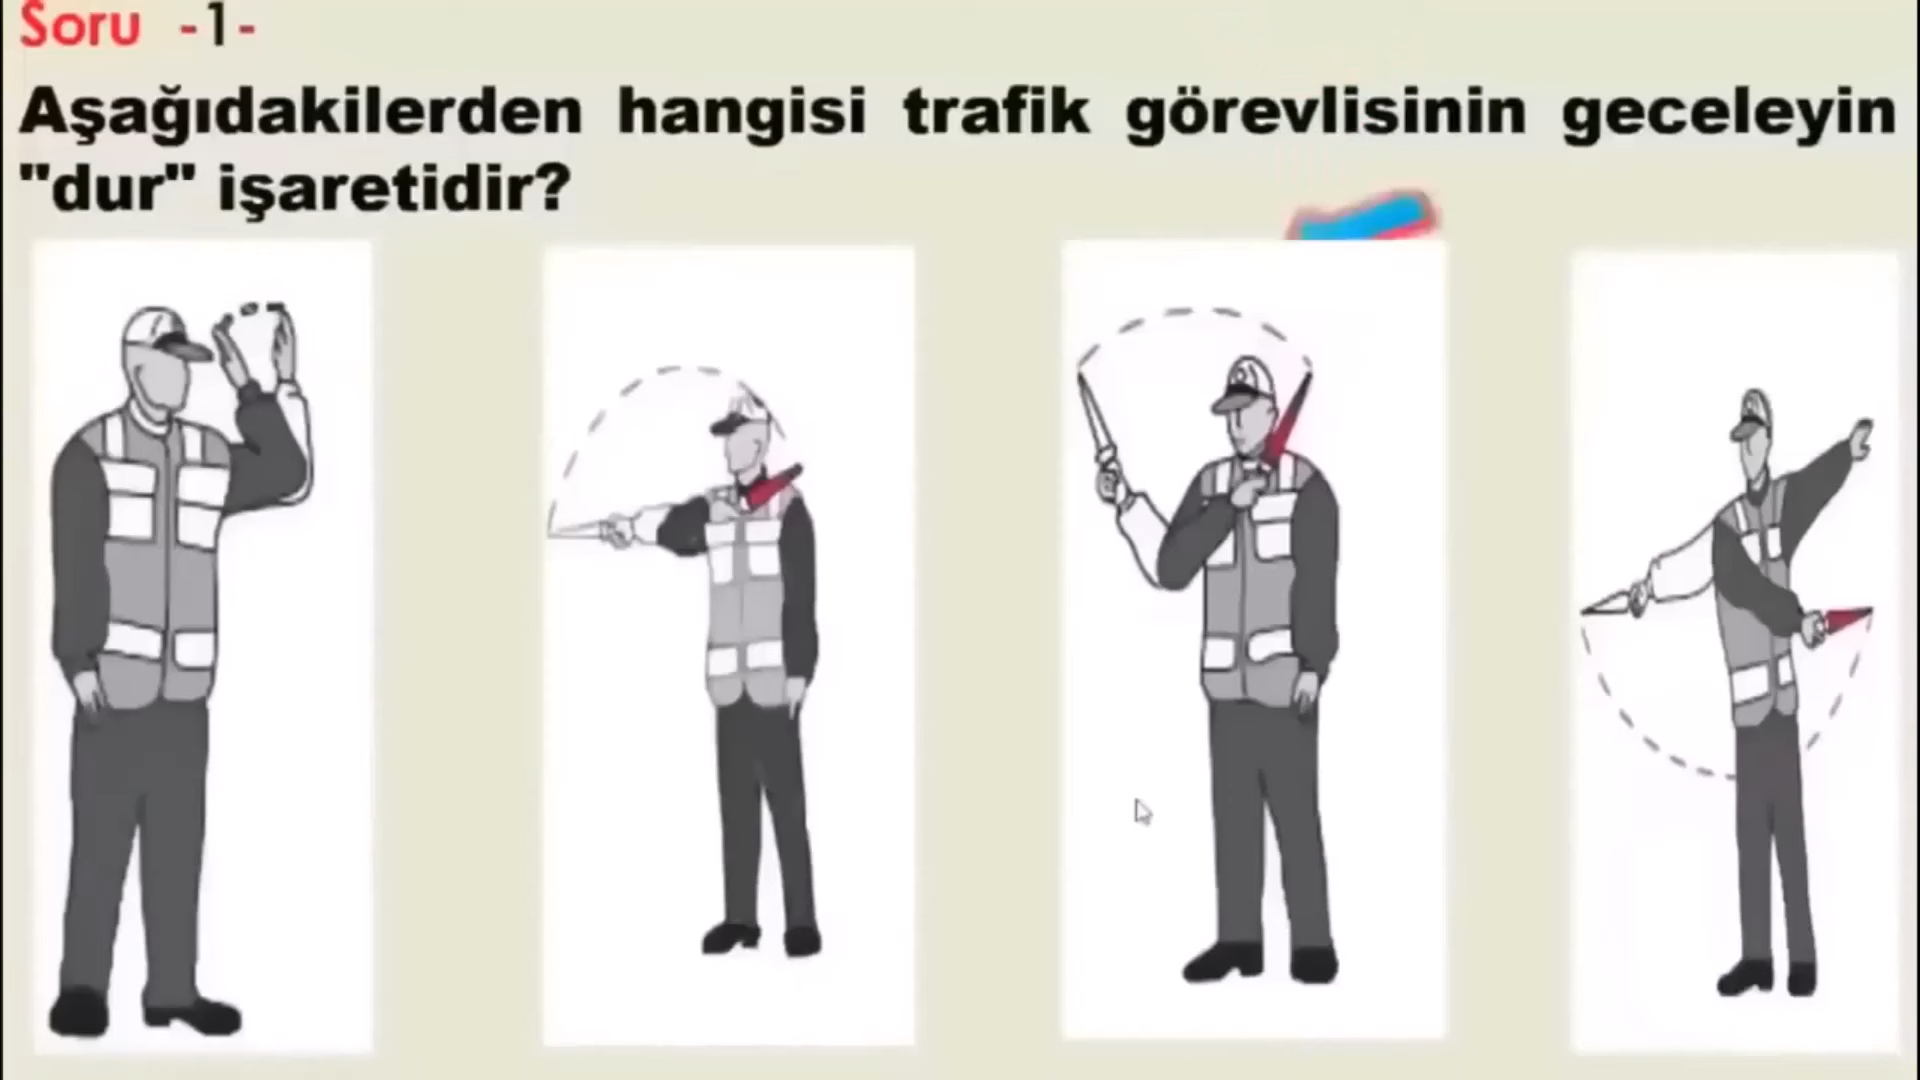 Soru -1-
Aşağıdakilerden hangisi trafik görevlisinin geceleyin
"dur" işaretidir?